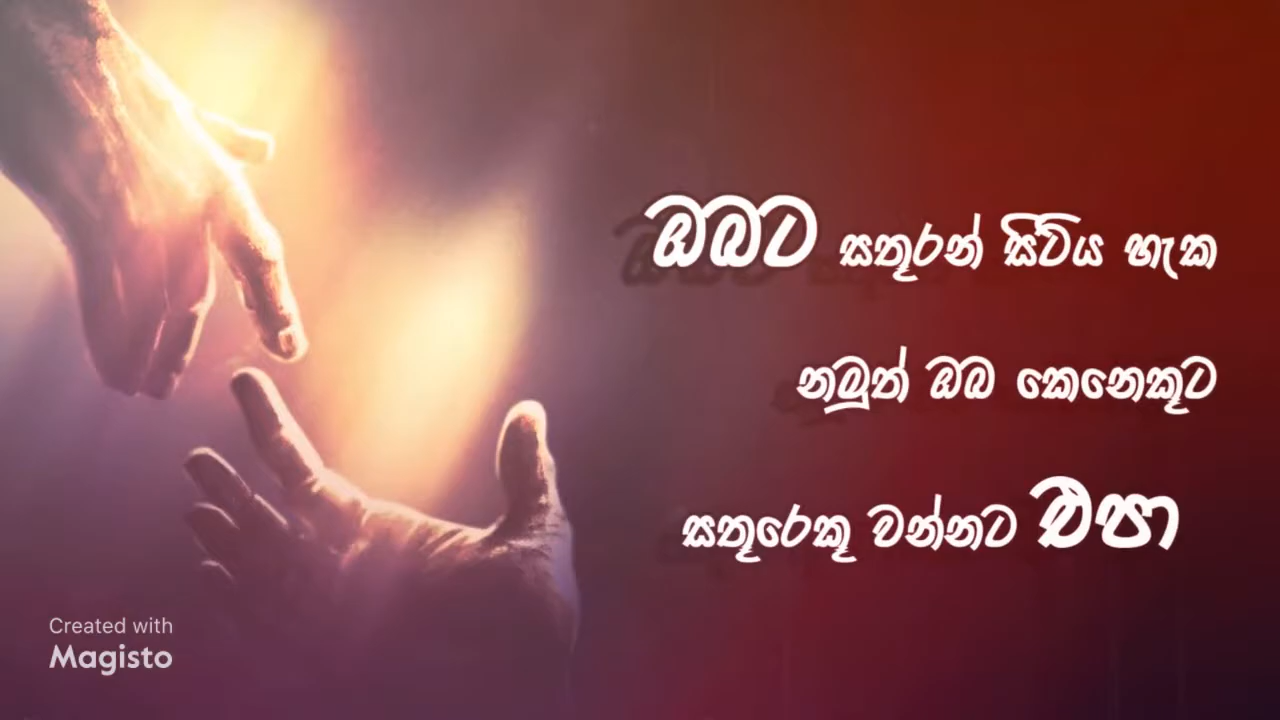 ඔබට සතුරන් සිටිය හැක
නමුත් ඔබ කෙනෙකුට
සතුරෙකු වන්නට එපා
Created with
Magisto